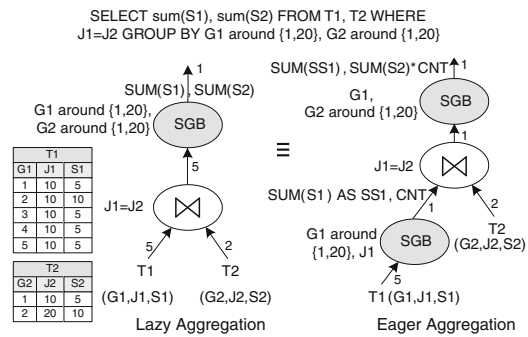 SELECT sum(S1), sum(S2) FROM T1, T2 WHERE
J1=J2 GROUP BY G1 around {1,20}, G2 around {1,20}
1
SUM(S1), SUM(S2)
G1 around {1,20},
G2 around {1,20}
SGB
5
J1=J2
5
2
T1
T2
(G1,J1,S1)
(G2,J2,S2)
Lazy Aggregation
T1
G1 J1 S1
1 10 5
2 10 10
3 10 5
4 10 5
5 10 5
T2
G2 J2 S2
1 10 5
2 20 10
≡
1
SUM(SS1), SUM(S2)*CNT
G1,
G2 around {1,20}
SGB
1
J1=J2
SUM(S1) AS SS1, CNT
1
2
G1 around
{1,20}, J1
SGB
T2
(G2,J2,S2)
5
T1 (G1,J1,S1)
Eager Aggregation